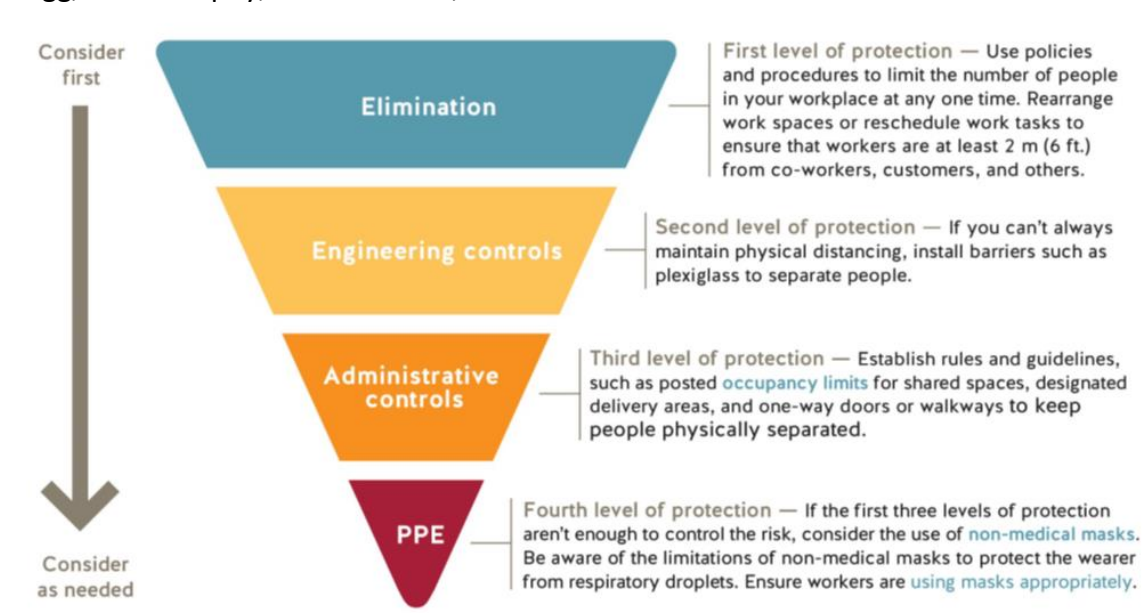 Consider
first
Elimination
First level of protection — Use policies
and procedures to limit the number of people
in your workplace at any one time. Rearrange
work spaces or reschedule work tasks to
ensure that workers are at least 2 m (6 ft.)
from co-workers, customers, and others.
Engineering controls
Second level of protection — If you can't always
maintain physical distancing, install barriers such as
plexiglass to separate people.
Administrative
controls
Third level of protection — Establish rules and guidelines,
such as posted occupancy limits for shared spaces, designated
delivery areas, and one-way doors or walkways to keep
people physically separated.
PPE
Fourth level of protection — If the first three levels of protection
aren't enough to control the risk, consider the use of non-medical masks.
Be aware of the limitations of non-medical masks to protect the wearer
from respiratory droplets. Ensure workers are using masks appropriately.
Consider
as needed